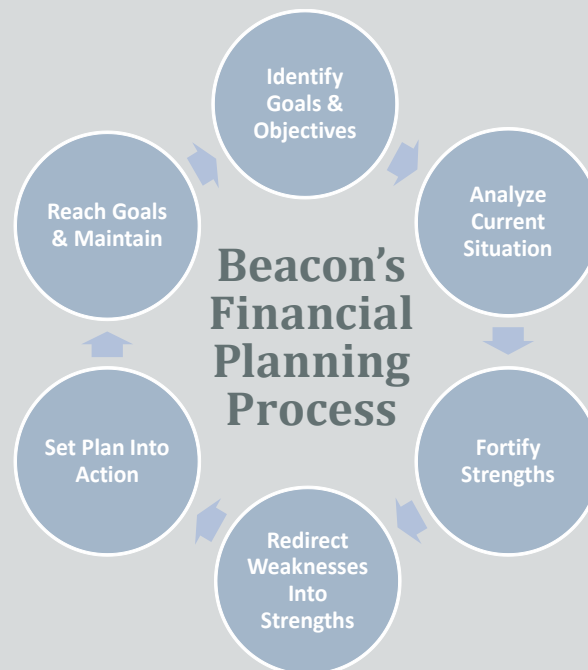 Identify
Goals &
Objectives
Analyze
Current
Situation
Fortify
Strengths
Redirect
Weaknesses
Into
Strengths
Set Plan Into
Action
Reach Goals
& Maintain
Beacon’s
Financial
Planning
Process